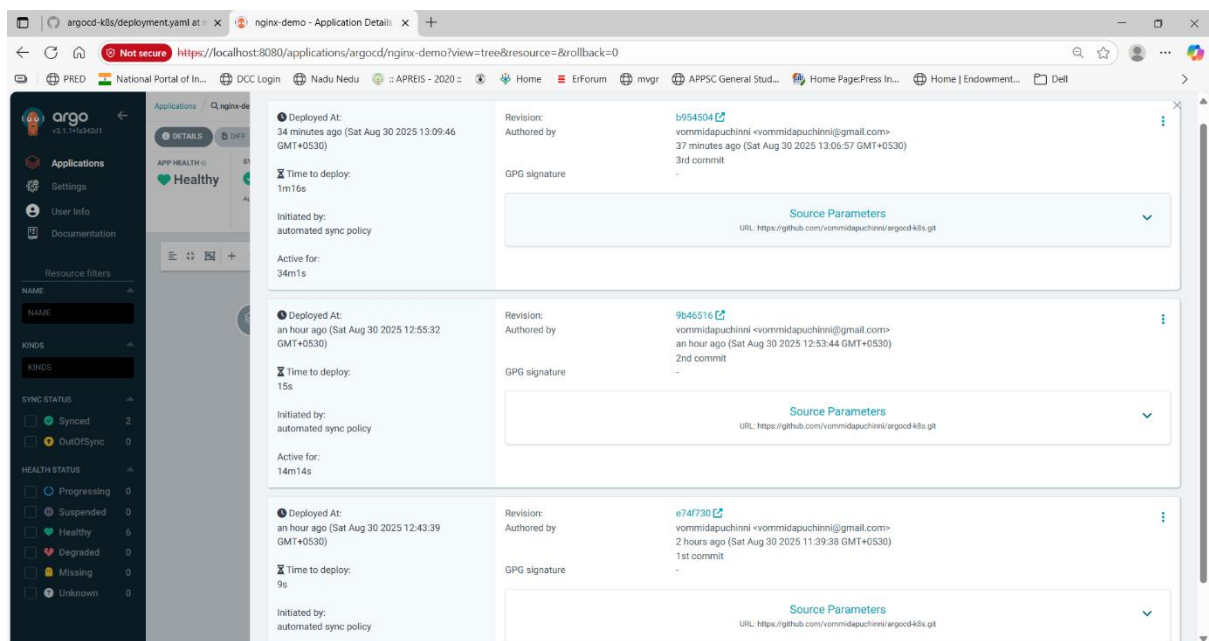 argocd-k8s/deployment.yaml at n
nginx-demo - Application Details
Not secure https://localhost:8080/applications/argocd/nginx-demo?view=tree&resource=&rollback=0
PRED National Portal of In... DCC Login Nadu Nedu :: APREIS - 2020 :: Home ErForum mvgr APPSC General Stud... Home Page:Press In... Home | Endowment... Dell
argo
v3.1.1+fa342d1
Applications
Settings
User Info
Documentation
Resource filters
NAME
NAME
KINDS
KINDS
SYNC STATUS
Synced 2
OutOfSync 0
HEALTH STATUS
Progressing 0
Suspended 0
Healthy 6
Degraded 0
Missing 0
Unknown 0
Applications / nginx-de
DETAILS DIFF
APP HEALTH
Healthy
Deployed At:
34 minutes ago (Sat Aug 30 2025 13:09:46
GMT+0530)
Time to deploy:
1m16s
Initiated by:
automated sync policy
Active for:
34m1s
Revision: b954504
Authored by vommidapuchinni <vommidapuchinni@gmail.com>
37 minutes ago (Sat Aug 30 2025 13:06:57 GMT+0530)
3rd commit
GPG signature -
Source Parameters
URL: https://github.com/vommidapuchinni/argocd-k8s.git
Deployed At:
an hour ago (Sat Aug 30 2025 12:55:32
GMT+0530)
Time to deploy:
15s
Initiated by:
automated sync policy
Active for:
14m14s
Revision: 9b46516
Authored by vommidapuchinni <vommidapuchinni@gmail.com>
an hour ago (Sat Aug 30 2025 12:53:44 GMT+0530)
2nd commit
GPG signature -
Source Parameters
URL: https://github.com/vommidapuchinni/argocd-k8s.git
Deployed At:
an hour ago (Sat Aug 30 2025 12:43:39
GMT+0530)
Time to deploy:
9s
Initiated by:
automated sync policy
Revision: e74f730
Authored by vommidapuchinni <vommidapuchinni@gmail.com>
2 hours ago (Sat Aug 30 2025 11:39:38 GMT+0530)
1st commit
GPG signature -
Source Parameters
URL: https://github.com/vommidapuchinni/argocd-k8s.git